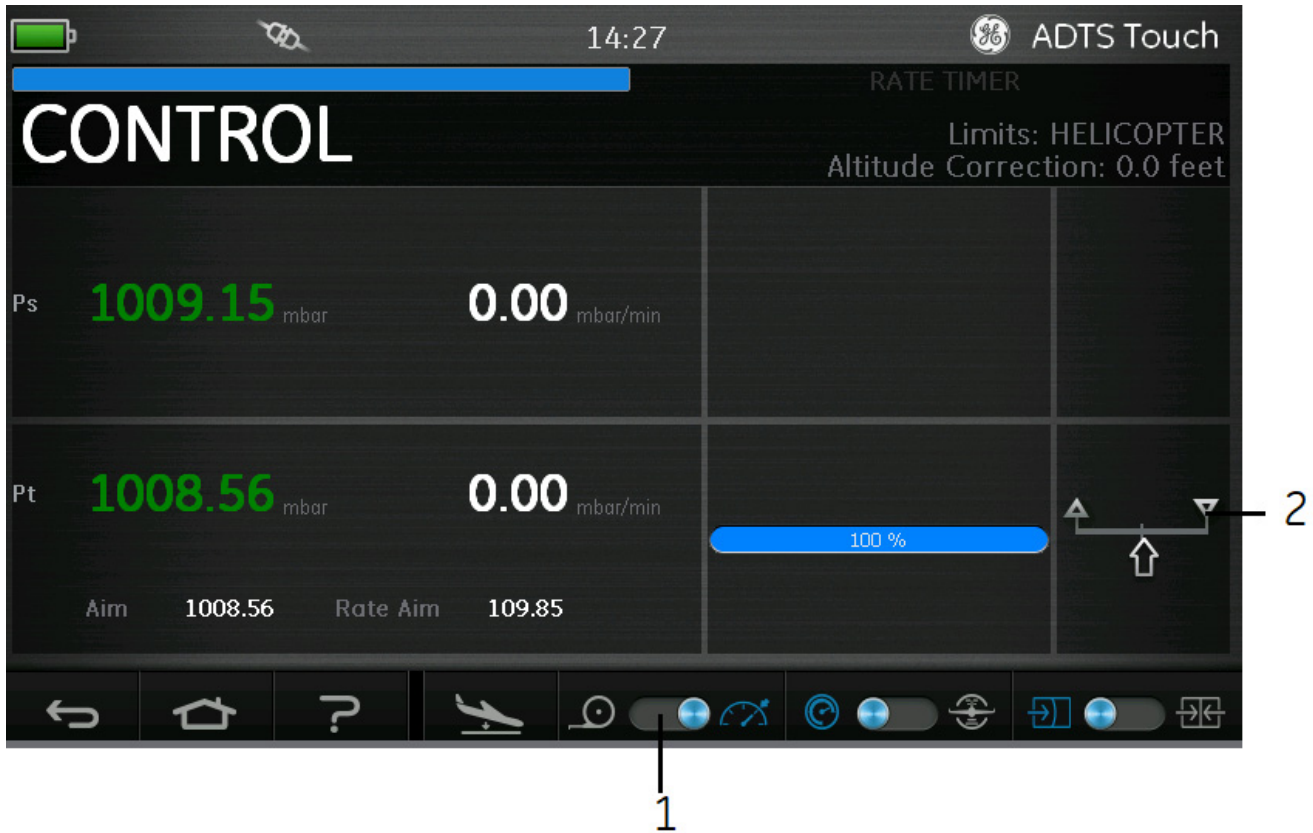 14:27
ADTS Touch
RATE TIMER
CONTROL
Limits: HELICOPTER
Altitude Correction: 0.0 feet
Ps 1009.15 mbar 0.00 mbar/min
Pt 1008.56 mbar 0.00 mbar/min
100 %
2
Aim 1008.56 Rate Aim 109.85
?
1